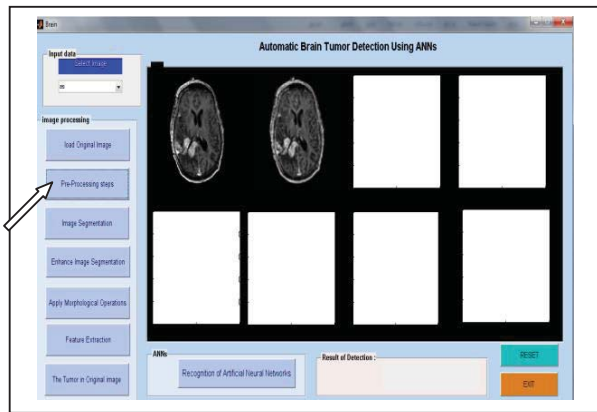 Brain
Automatic Brain Tumor Detection Using ANNs
Input data
Select Image
m
image processing
load Original Image
Pre-Processing steps
Image Segmentation
Enhance Image Segmentation
Apply Morphological Operations
Feature Extraction
The Tumor in Original image
ANNs
Recognition of Artificial Neural Networks
Result of Detection :
RESET
EXIT